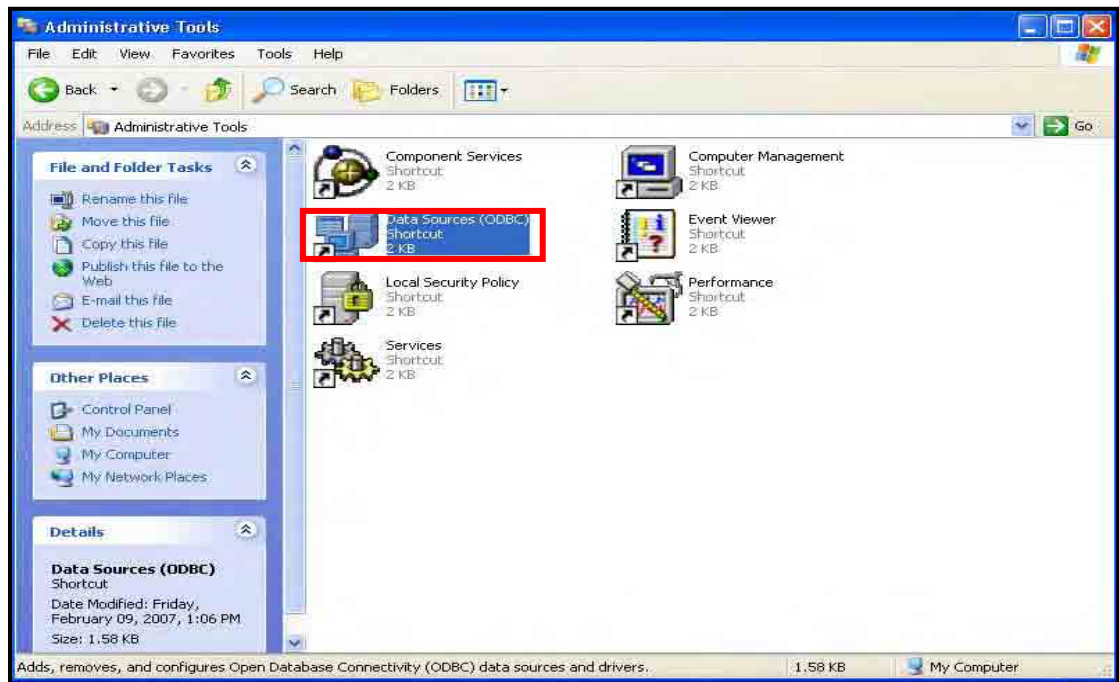 Administrative Tools
File Edit View Favorites Tools Help
Back Search Folders
Address Administrative Tools Go
File and Folder Tasks
Rename this file
Move this file
Copy this file
Publish this file to the
Web
E-mail this file
Delete this file
Other Places
Control Panel
My Documents
My Computer
My Network Places
Details
Data Sources (ODBC)
Shortcut
Date Modified: Friday,
February 09, 2007, 1:06 PM
Size: 1.58 KB
Component Services
Shortcut
2 KB
Computer Management
Shortcut
2 KB
Data Sources (ODBC)
Shortcut
2 KB
Event Viewer
Shortcut
2 KB
Local Security Policy
Shortcut
2 KB
Performance
Shortcut
2 KB
Services
Shortcut
2 KB
Adds, removes, and configures Open Database Connectivity (ODBC) data sources and drivers. 1.58 KB My Computer